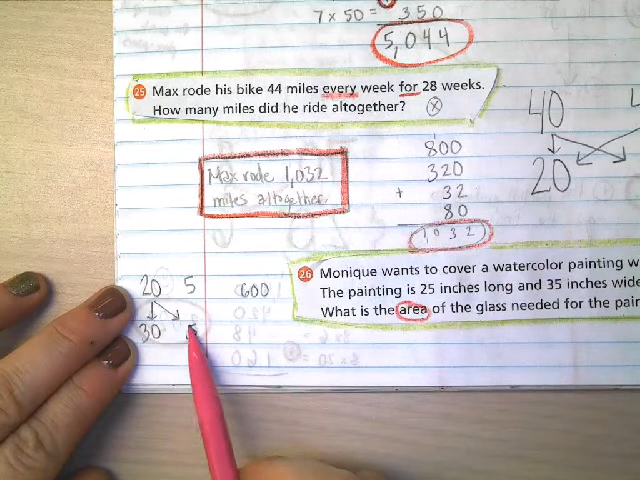 7 x 50 = 350
5,044
25 Max rode his bike 44 miles every week for 28 weeks.
How many miles did he ride altogether? x
40
20
Max rode 1,032
miles altogether.
800
320
+ 32
80
1032
26 Monique wants to cover a watercolor painting
The painting is 25 inches long and 35 inches wide
What is the area of the glass needed for the
20 5
600
30